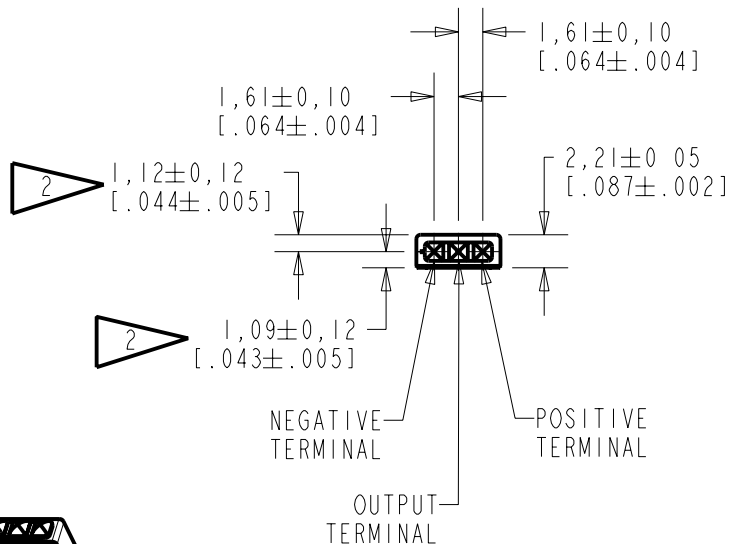 1,61±0,10
[.064±.004]
1,61±0,10
[.064±.004]
2
1,12±0,12
[.044±.005]
2,21±0 05
[.087±.002]
2
1,09±0,12
[.043±.005]
NEGATIVE
TERMINAL
POSITIVE
TERMINAL
OUTPUT
TERMINAL